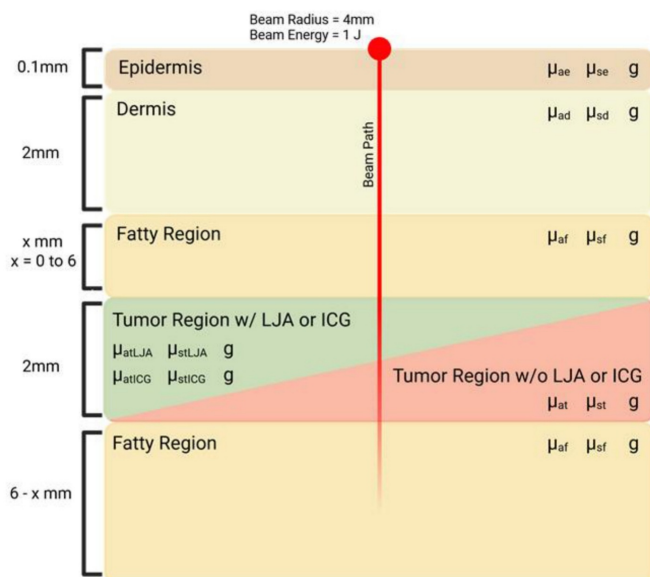 Beam Radius = 4mm
Beam Energy = 1 J
0.1mm
Epidermis
μae μse g
Dermis
μad μsd g
2mm
Beam Path
x mm
x = 0 to 6
Fatty Region
μaf μsf g
Tumor Region w/ LJA or ICG
μatLJA μstLJA g
μatICG μstICG g
2mm
Tumor Region w/o LJA or ICG
μat μst g
Fatty Region
μaf μsf g
6 - x mm